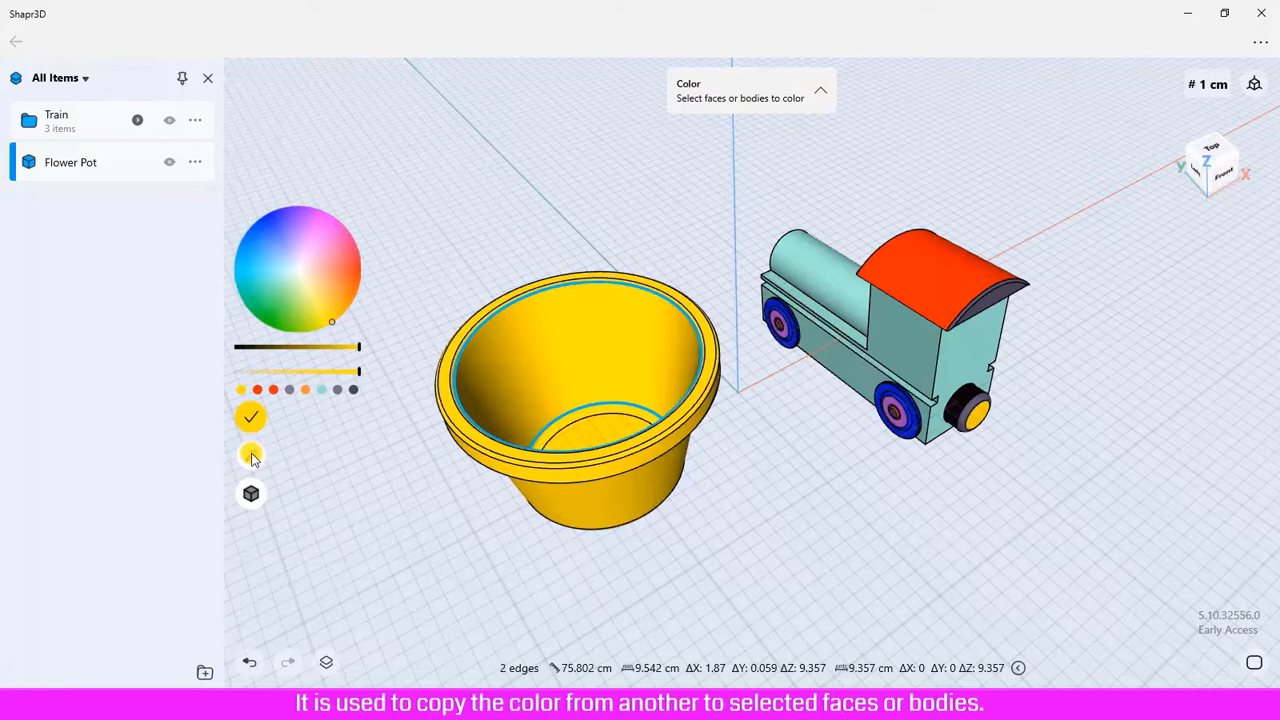 Shapr3D
All Items
Train
3 items
Flower Pot
Color
Select faces or bodies to color
# 1 cm
Top
Z
Y
X
Left
Front
5.10.32556.0
Early Access
2 edges 75.802 cm 9.542 cm ΔX: 1.87 ΔY: 0.059 ΔZ: 9.357 9.357 cm ΔX: 0 ΔY: 0 ΔZ: 9.357
It is used to copy the color from another to selected faces or bodies.